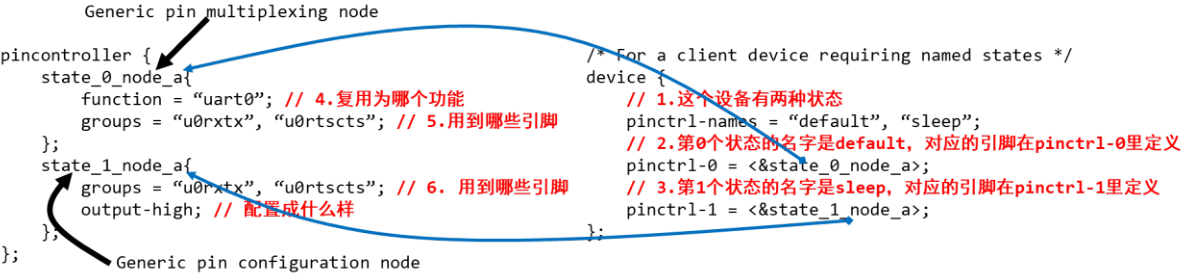 Generic pin multiplexing node
pincontroller {
state_0_node_a{
function = “uart0”; // 4.复用为哪个功能
groups = “u0rxtx”, “u0rtscts”; // 5.用到哪些引脚
};
state_1_node_a{
groups = “u0rxtx”, “u0rtscts”; // 6. 用到哪些引脚
output-high; // 配置成什么样
};
};
Generic pin configuration node
/* For a client device requiring named states */
device {
// 1.这个设备有两种状态
pinctrl-names = “default”, “sleep”;
// 2.第0个状态的名字是default，对应的引脚在pinctrl-0里定义
pinctrl-0 = <&state_0_node_a>;
// 3.第1个状态的名字是sleep，对应的引脚在pinctrl-1里定义
pinctrl-1 = <&state_1_node_a>;
};